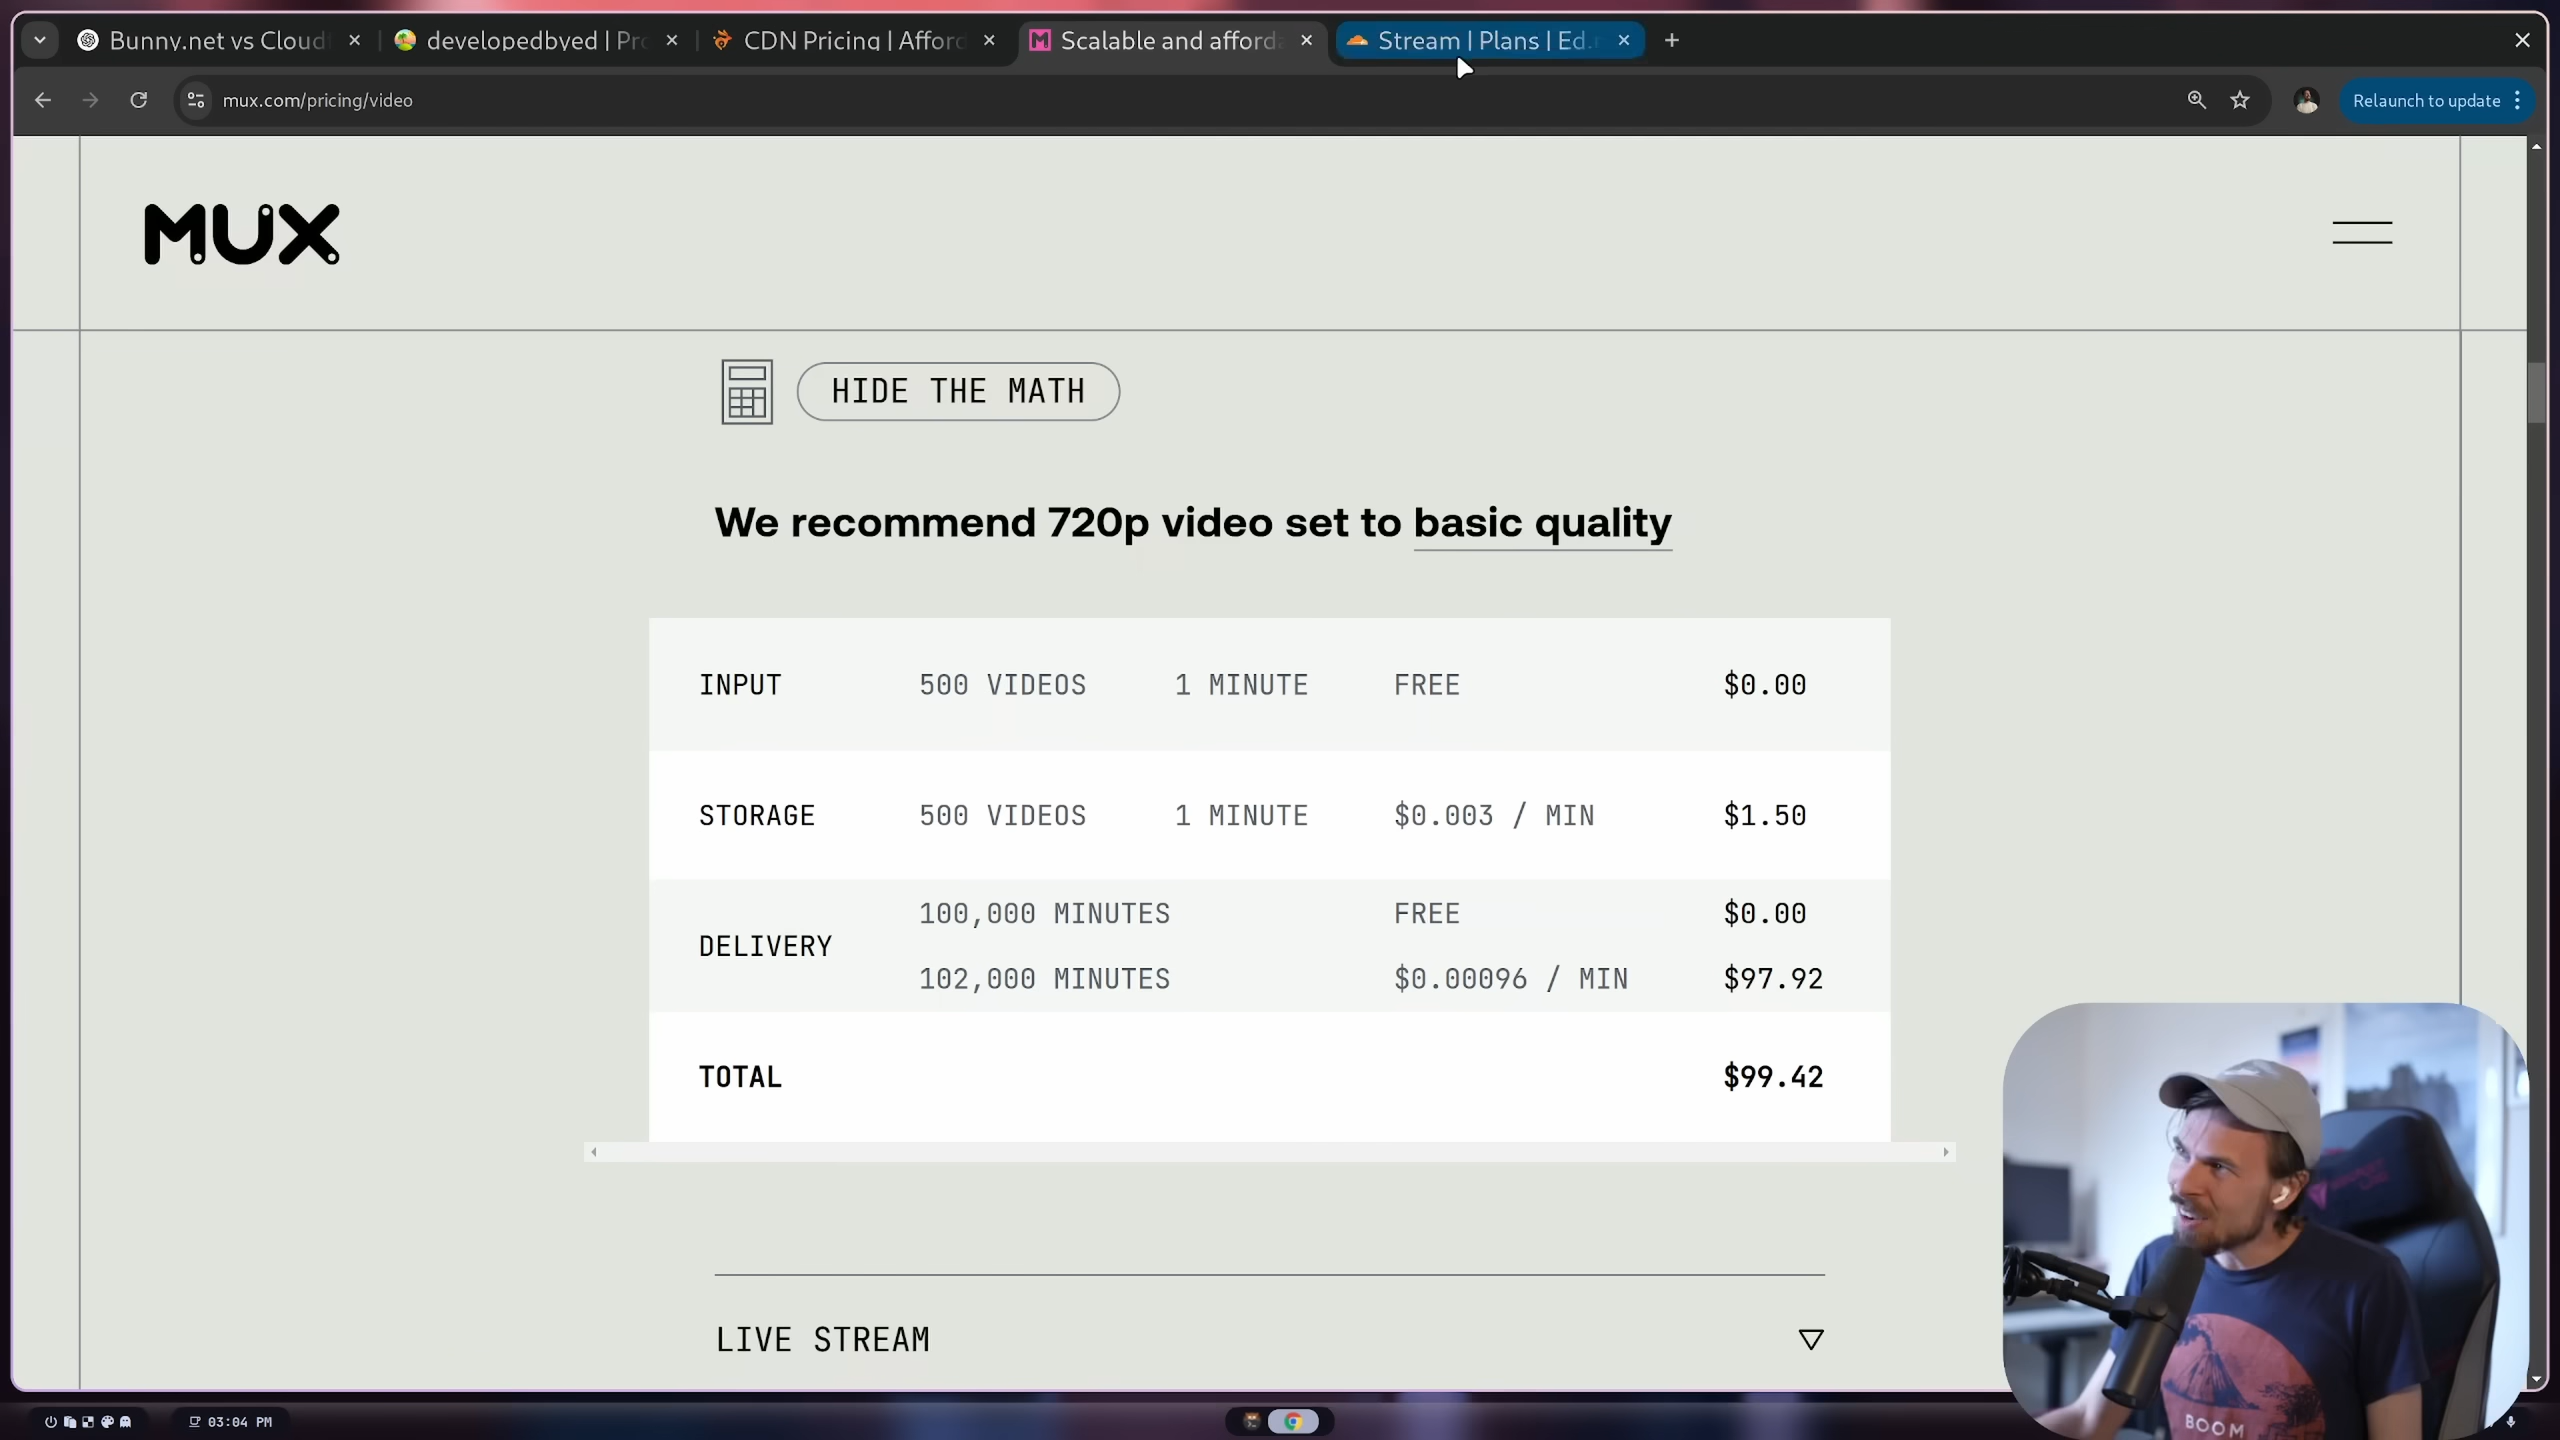 Bunny.net vs Cloud
developedbyed | Pro
CDN Pricing | Afford
Scalable and afforda
Stream | Plans | Ed.
mux.com/pricing/video
Relaunch to update
MUX
HIDE THE MATH
We recommend 720p video set to basic quality
INPUT 500 VIDEOS 1 MINUTE FREE $0.00
STORAGE 500 VIDEOS 1 MINUTE $0.003 / MIN $1.50
DELIVERY
100,000 MINUTES FREE $0.00
102,000 MINUTES $0.00096 / MIN $97.92
TOTAL $99.42
LIVE STREAM
BOOM
03:04 PM